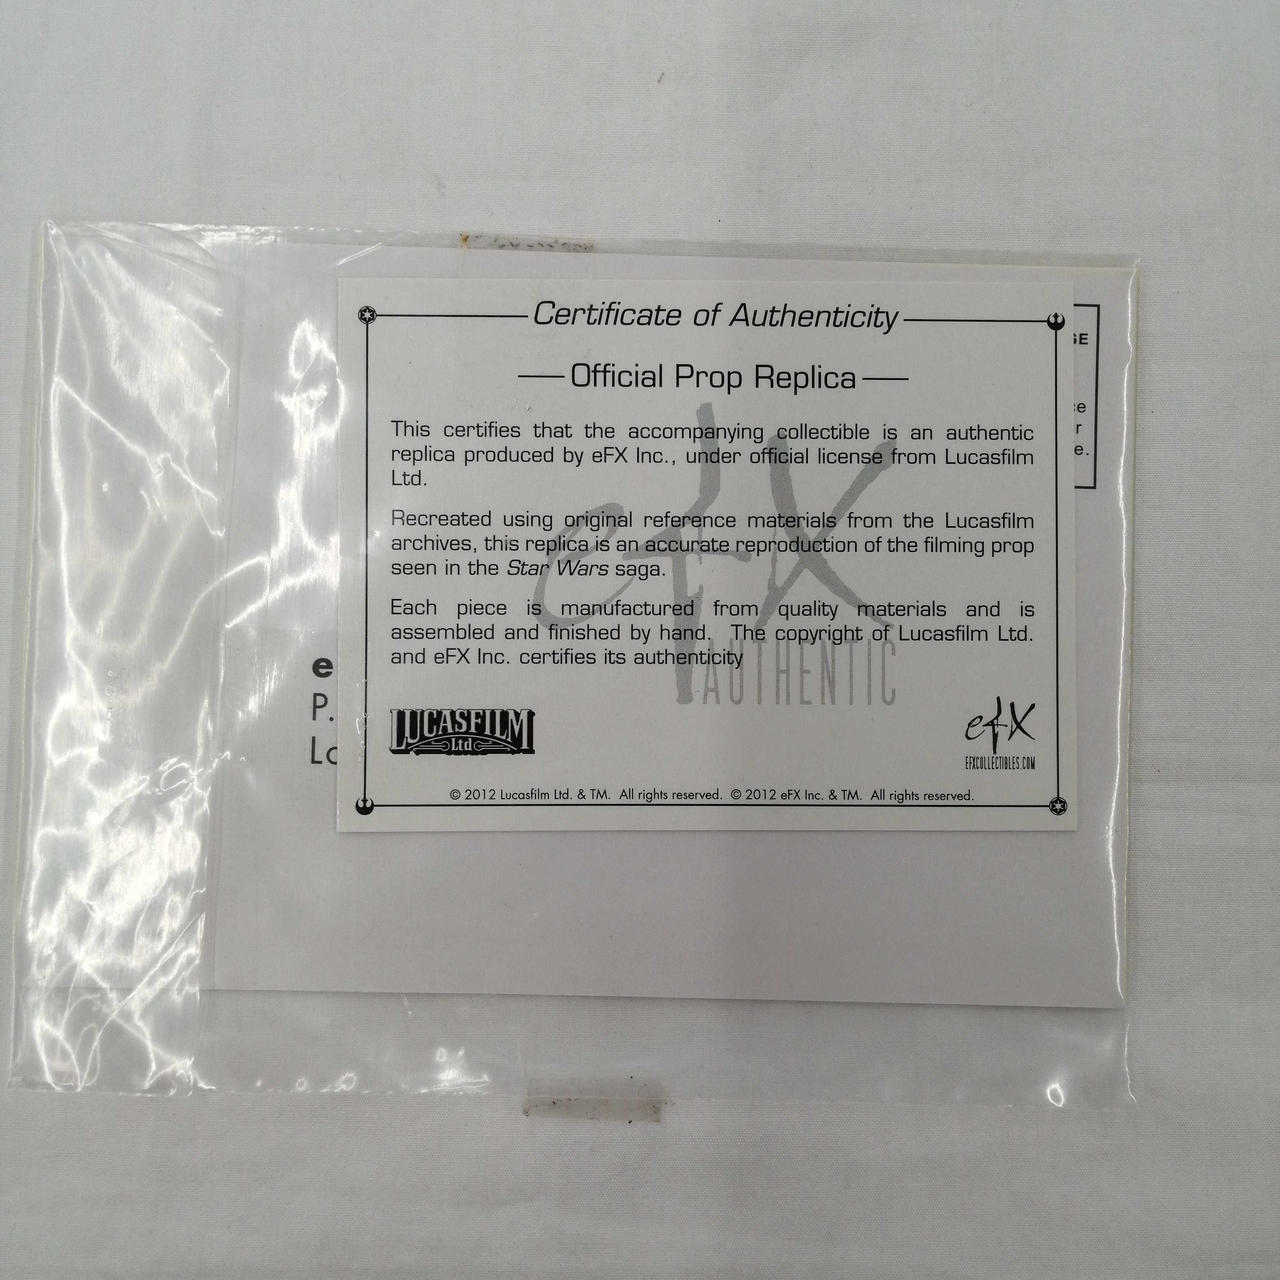 Certificate of Authenticity
Official Prop Replica
This certifies that the accompanying collectible is an authentic
replica produced by eFX Inc., under official license from Lucasfilm
Ltd.
Recreated using original reference materials from the Lucasfilm
archives, this replica is an accurate reproduction of the filming prop
seen in the Star Wars saga.
Each piece is manufactured from quality materials and is
assembled and finished by hand. The copyright of Lucasfilm Ltd.
and eFX Inc. certifies its authenticity
eFX
AUTHENTIC
LUCASFILM
Ltd
eFX
EFXCOLLECTIBLES.COM
© 2012 Lucasfilm Ltd. & TM. All rights reserved. © 2012 eFX Inc. & TM. All rights reserved.
e
P.